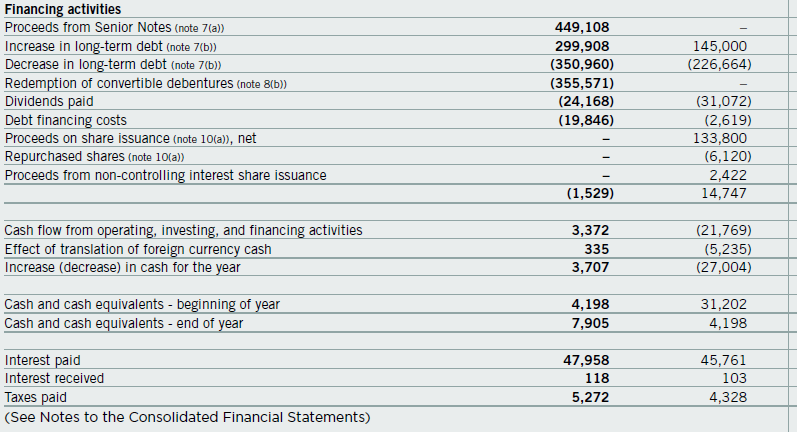 Financing activities
Proceeds from Senior Notes (note 7(a)) 449,108 –
Increase in long-term debt (note 7(b)) 299,908 145,000
Decrease in long-term debt (note 7(b)) (350,960) (226,664)
Redemption of convertible debentures (note 8(b)) (355,571) –
Dividends paid (24,168) (31,072)
Debt financing costs (19,846) (2,619)
Proceeds on share issuance (note 10(a)), net – 133,800
Repurchased shares (note 10(a)) – (6,120)
Proceeds from non-controlling interest share issuance – 2,422
(1,529) 14,747
Cash flow from operating, investing, and financing activities 3,372 (21,769)
Effect of translation of foreign currency cash 335 (5,235)
Increase (decrease) in cash for the year 3,707 (27,004)
Cash and cash equivalents - beginning of year 4,198 31,202
Cash and cash equivalents - end of year 7,905 4,198
Interest paid 47,958 45,761
Interest received 118 103
Taxes paid 5,272 4,328
(See Notes to the Consolidated Financial Statements)